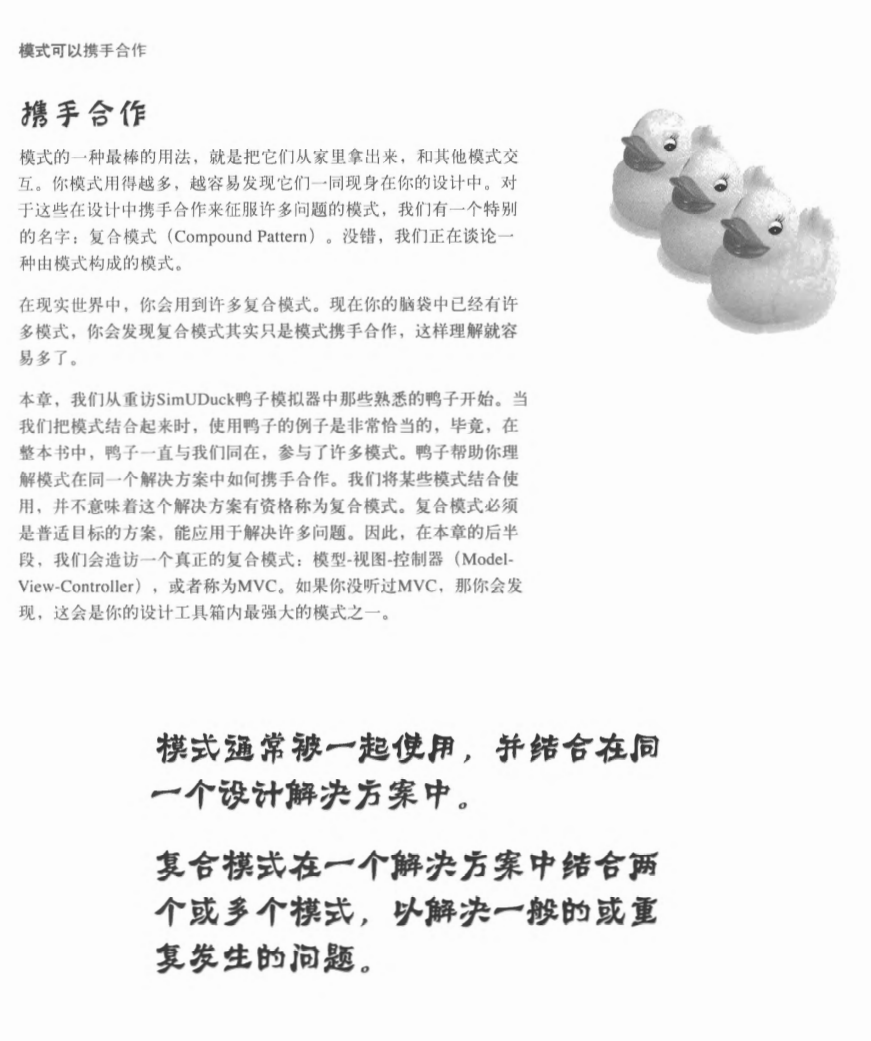 模式可以携手合作
携手合作
模式的一种最棒的用法，就是把它们从家里拿出来，和其他模式交
互。你模式用得越多，越容易发现它们一同现身在你的设计中。对
于这些在设计中携手合作来征服许多问题的模式，我们有一个特别
的名字：复合模式（Compound Pattern）。没错，我们正在谈论一
种由模式构成的模式。
在现实世界中，你会用到许多复合模式。现在你的脑袋中已经有许
多模式，你会发现复合模式其实只是模式携手合作，这样理解就容
易多了。
本章，我们从重访SimUDuck鸭子模拟器中那些熟悉的鸭子开始。当
我们把模式结合起来时，使用鸭子的例子是非常恰当的，毕竟，在
整本书中，鸭子一直与我们同在，参与了许多模式。鸭子帮助你理
解模式在同一个解决方案中如何携手合作。我们将某些模式结合使
用，并不意味着这个解决方案有资格称为复合模式。复合模式必须
是普适目标的方案，能应用于解决许多问题。因此，在本章的后半
段，我们会造访一个真正的复合模式：模型-视图-控制器（Model-
View-Controller），或者称为MVC。如果你没听过MVC，那你会发
现，这会是你的设计工具箱内最强大的模式之一。
模式通常被一起使用，并结合在同
一个设计解决方案中。
复合模式在一个解决方案中结合两
个或多个模式，以解决一般的或重
复发生的问题。